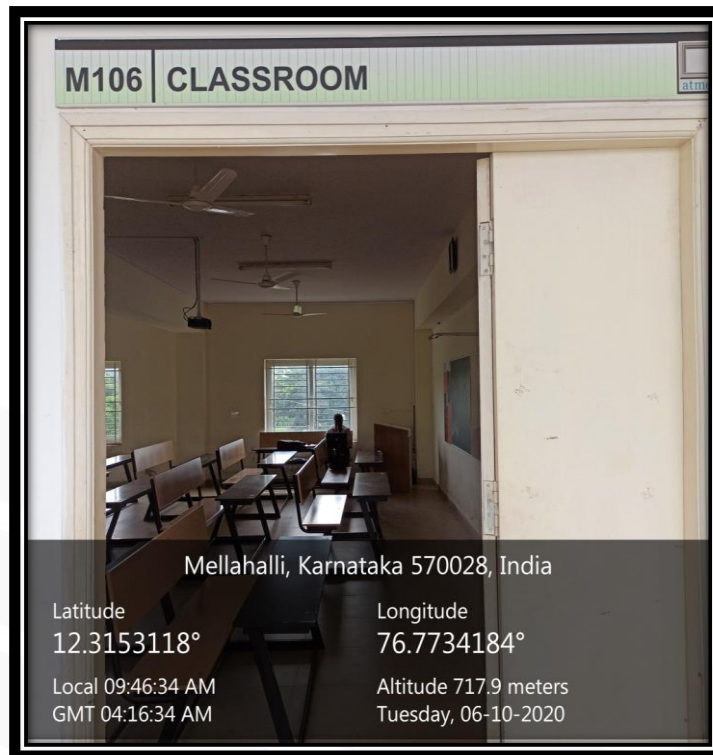 M106 CLASSROOM
Mellahalli, Karnataka 570028, India
Latitude
12.3153118°
Longitude
76.7734184°
Local 09:46:34 AM
GMT 04:16:34 AM
Altitude 717.9 meters
Tuesday, 06-10-2020